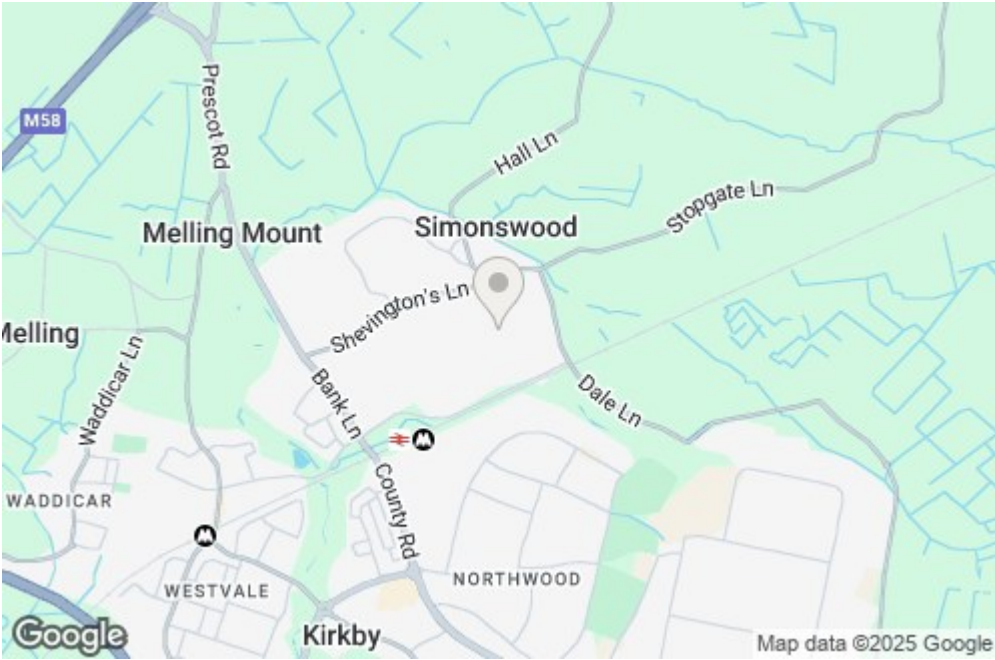 M58
Prescot Rd
Hall Ln
Stopgate Ln
Melling Mount
Simonswood
Shevington's Ln
Melling
Waddicar Ln
Bank Ln
Dale Ln
County Rd
WADDICAR
WESTVALE
NORTHWOOD
Kirkby
Google
Map data ©2025 Google